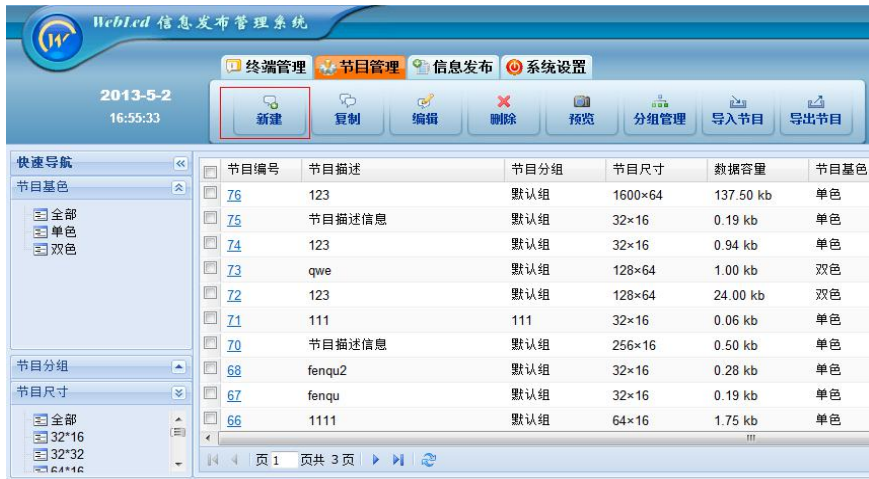 WebLed 信息发布管理系统
终端管理 节目管理 信息发布 系统设置
2013-5-2
16:55:33
新建 复制 编辑 删除 预览 分组管理 导入节目 导出节目
快速导航
节目基色
全部
单色
双色
节目分组
节目尺寸
全部
32*16
32*32
64*16
节目编号 节目描述 节目分组 节目尺寸 数据容量 节目基色
76 123 默认组 1600×64 137.50 kb 单色
75 节目描述信息 默认组 32×16 0.19 kb 单色
74 123 默认组 32×16 0.94 kb 单色
73 qwe 默认组 128×64 1.00 kb 双色
72 123 默认组 128×64 24.00 kb 双色
71 111 111 32×16 0.06 kb 单色
70 节目描述信息 默认组 256×16 0.50 kb 单色
68 fenqu2 默认组 32×16 0.28 kb 单色
67 fenqu 默认组 32×16 0.19 kb 单色
66 1111 默认组 64×16 1.75 kb 单色
页 1 页共 3 页